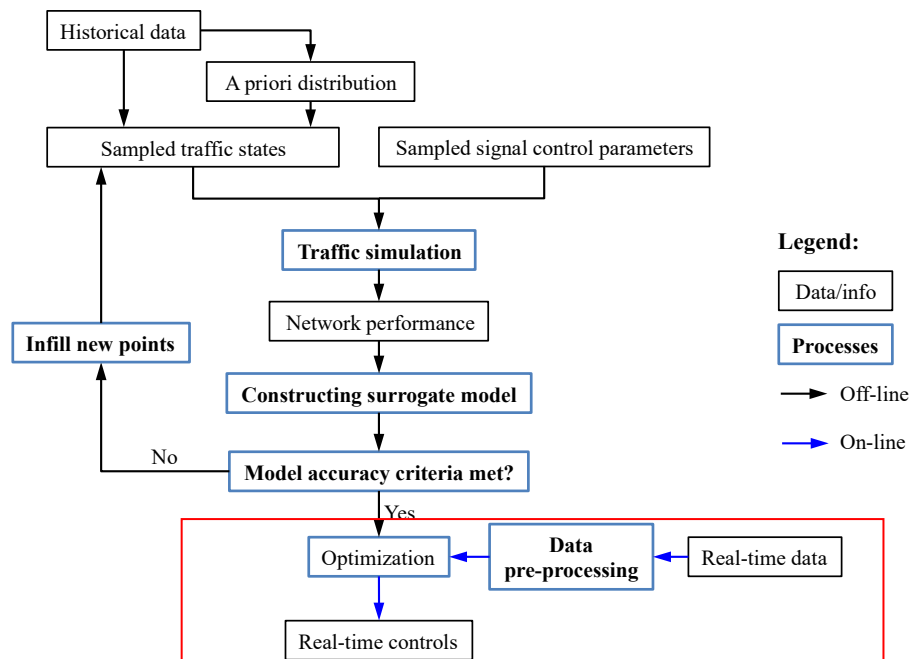 Historical data
A priori distribution
Sampled traffic states
Sampled signal control parameters
Traffic simulation
Legend:
Data/info
Network performance
Infill new points
Processes
Constructing surrogate model
Off-line
On-line
No
Model accuracy criteria met?
Yes
Optimization
Data
pre-processing
Real-time data
Real-time controls